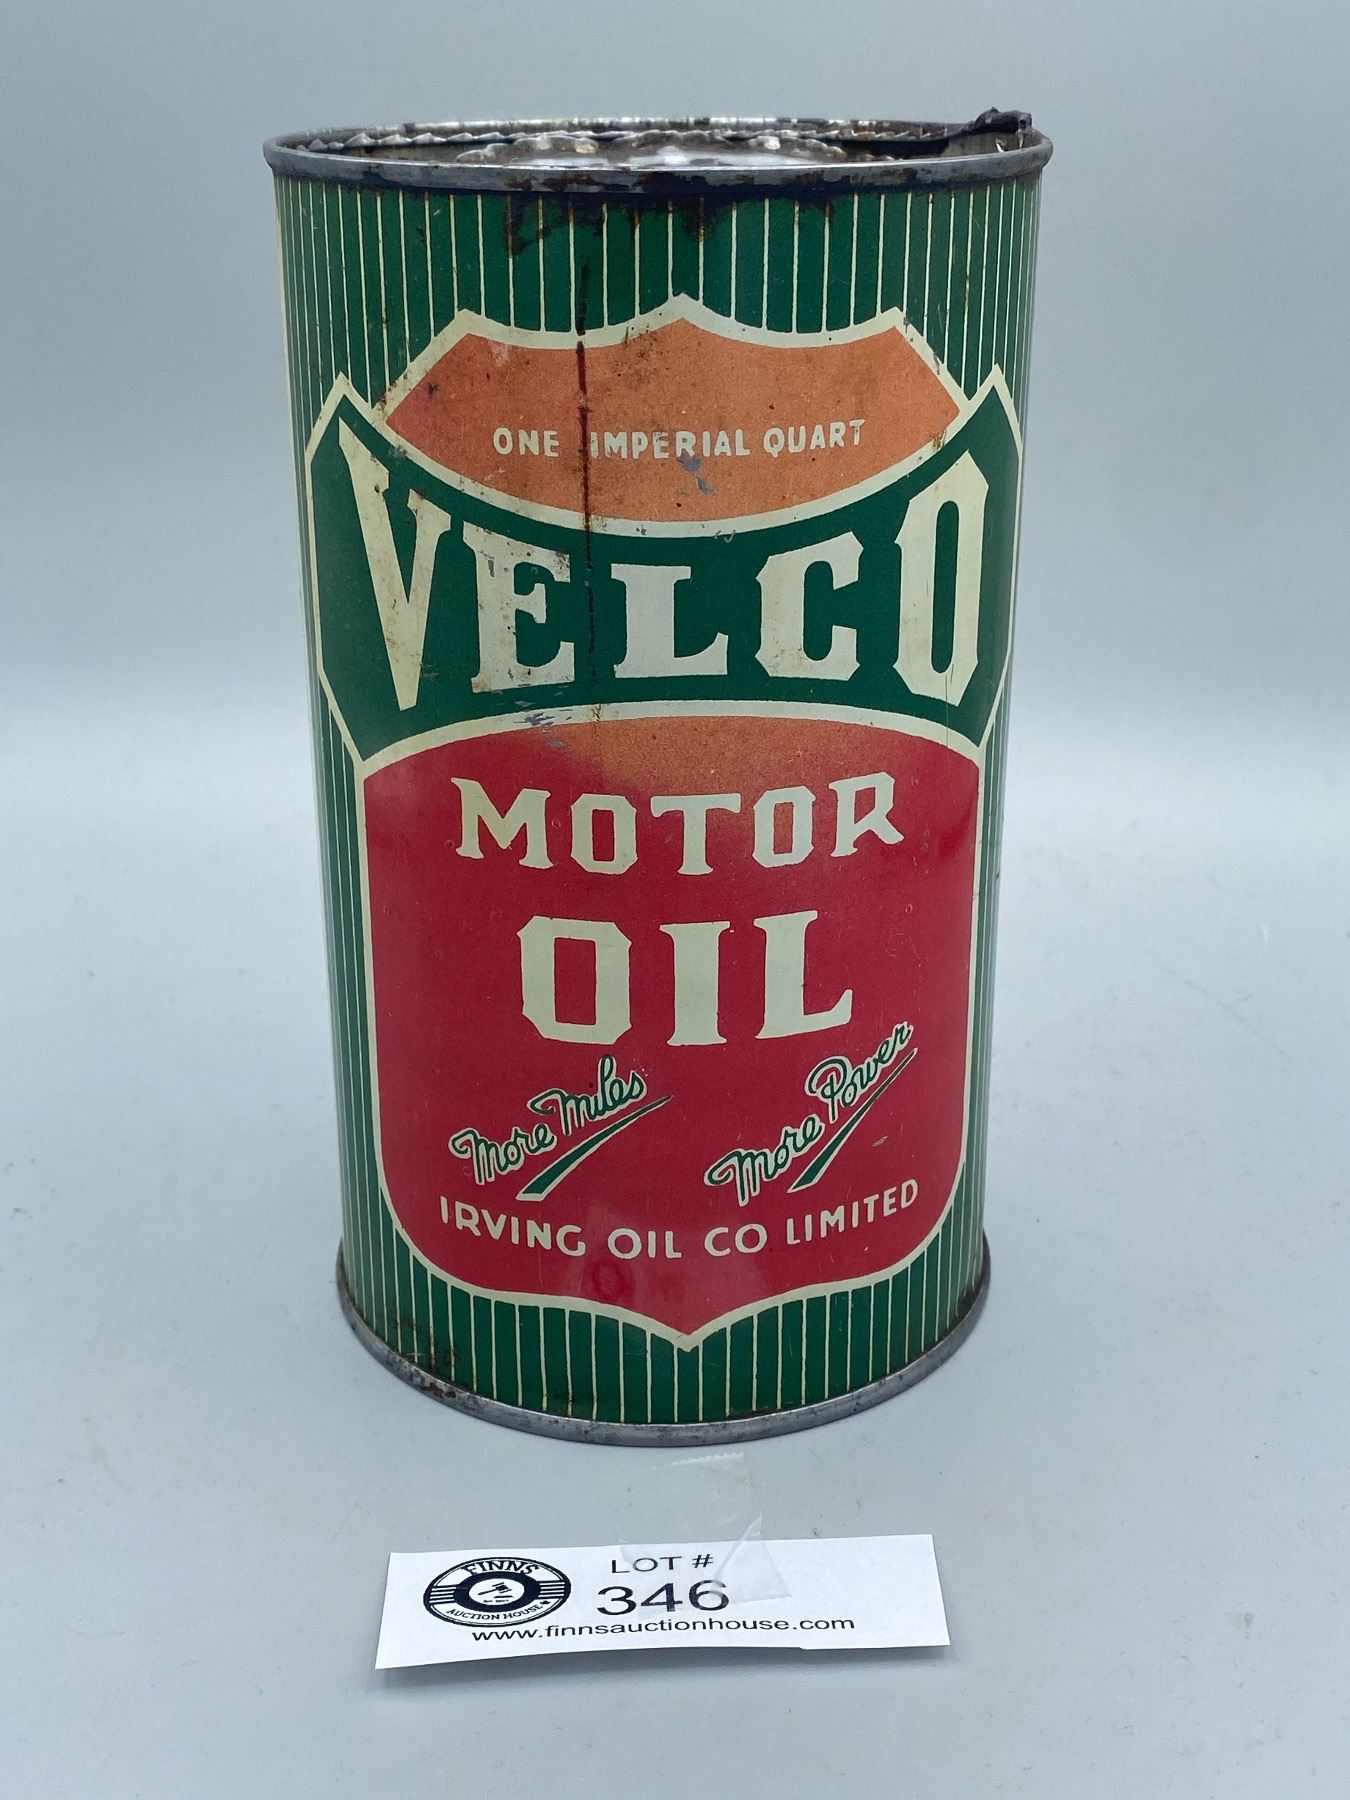 ONE IMPERIAL QUART
VELCO
MOTOR
OIL
More Miles
More Power
IRVING OIL CO LIMITED
FINNS
AUCTION HOUSE
LOT #
346
www.finnsauctionhouse.com